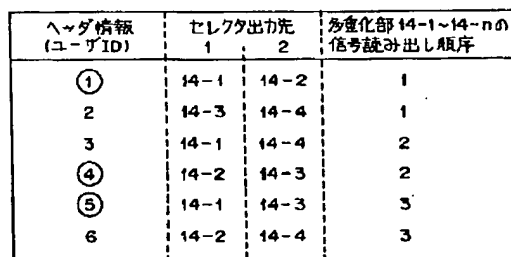 ヘッダ情報 セレクタ出力先 多重化部14-1~14-nの
(ユーザID) 1 2 信号読み出し順序
① 14-1 14-2 1
2 14-3 14-4 1
3 14-1 14-4 2
④ 14-2 14-3 2
⑤ 14-1 14-3 3
6 14-2 14-4 3